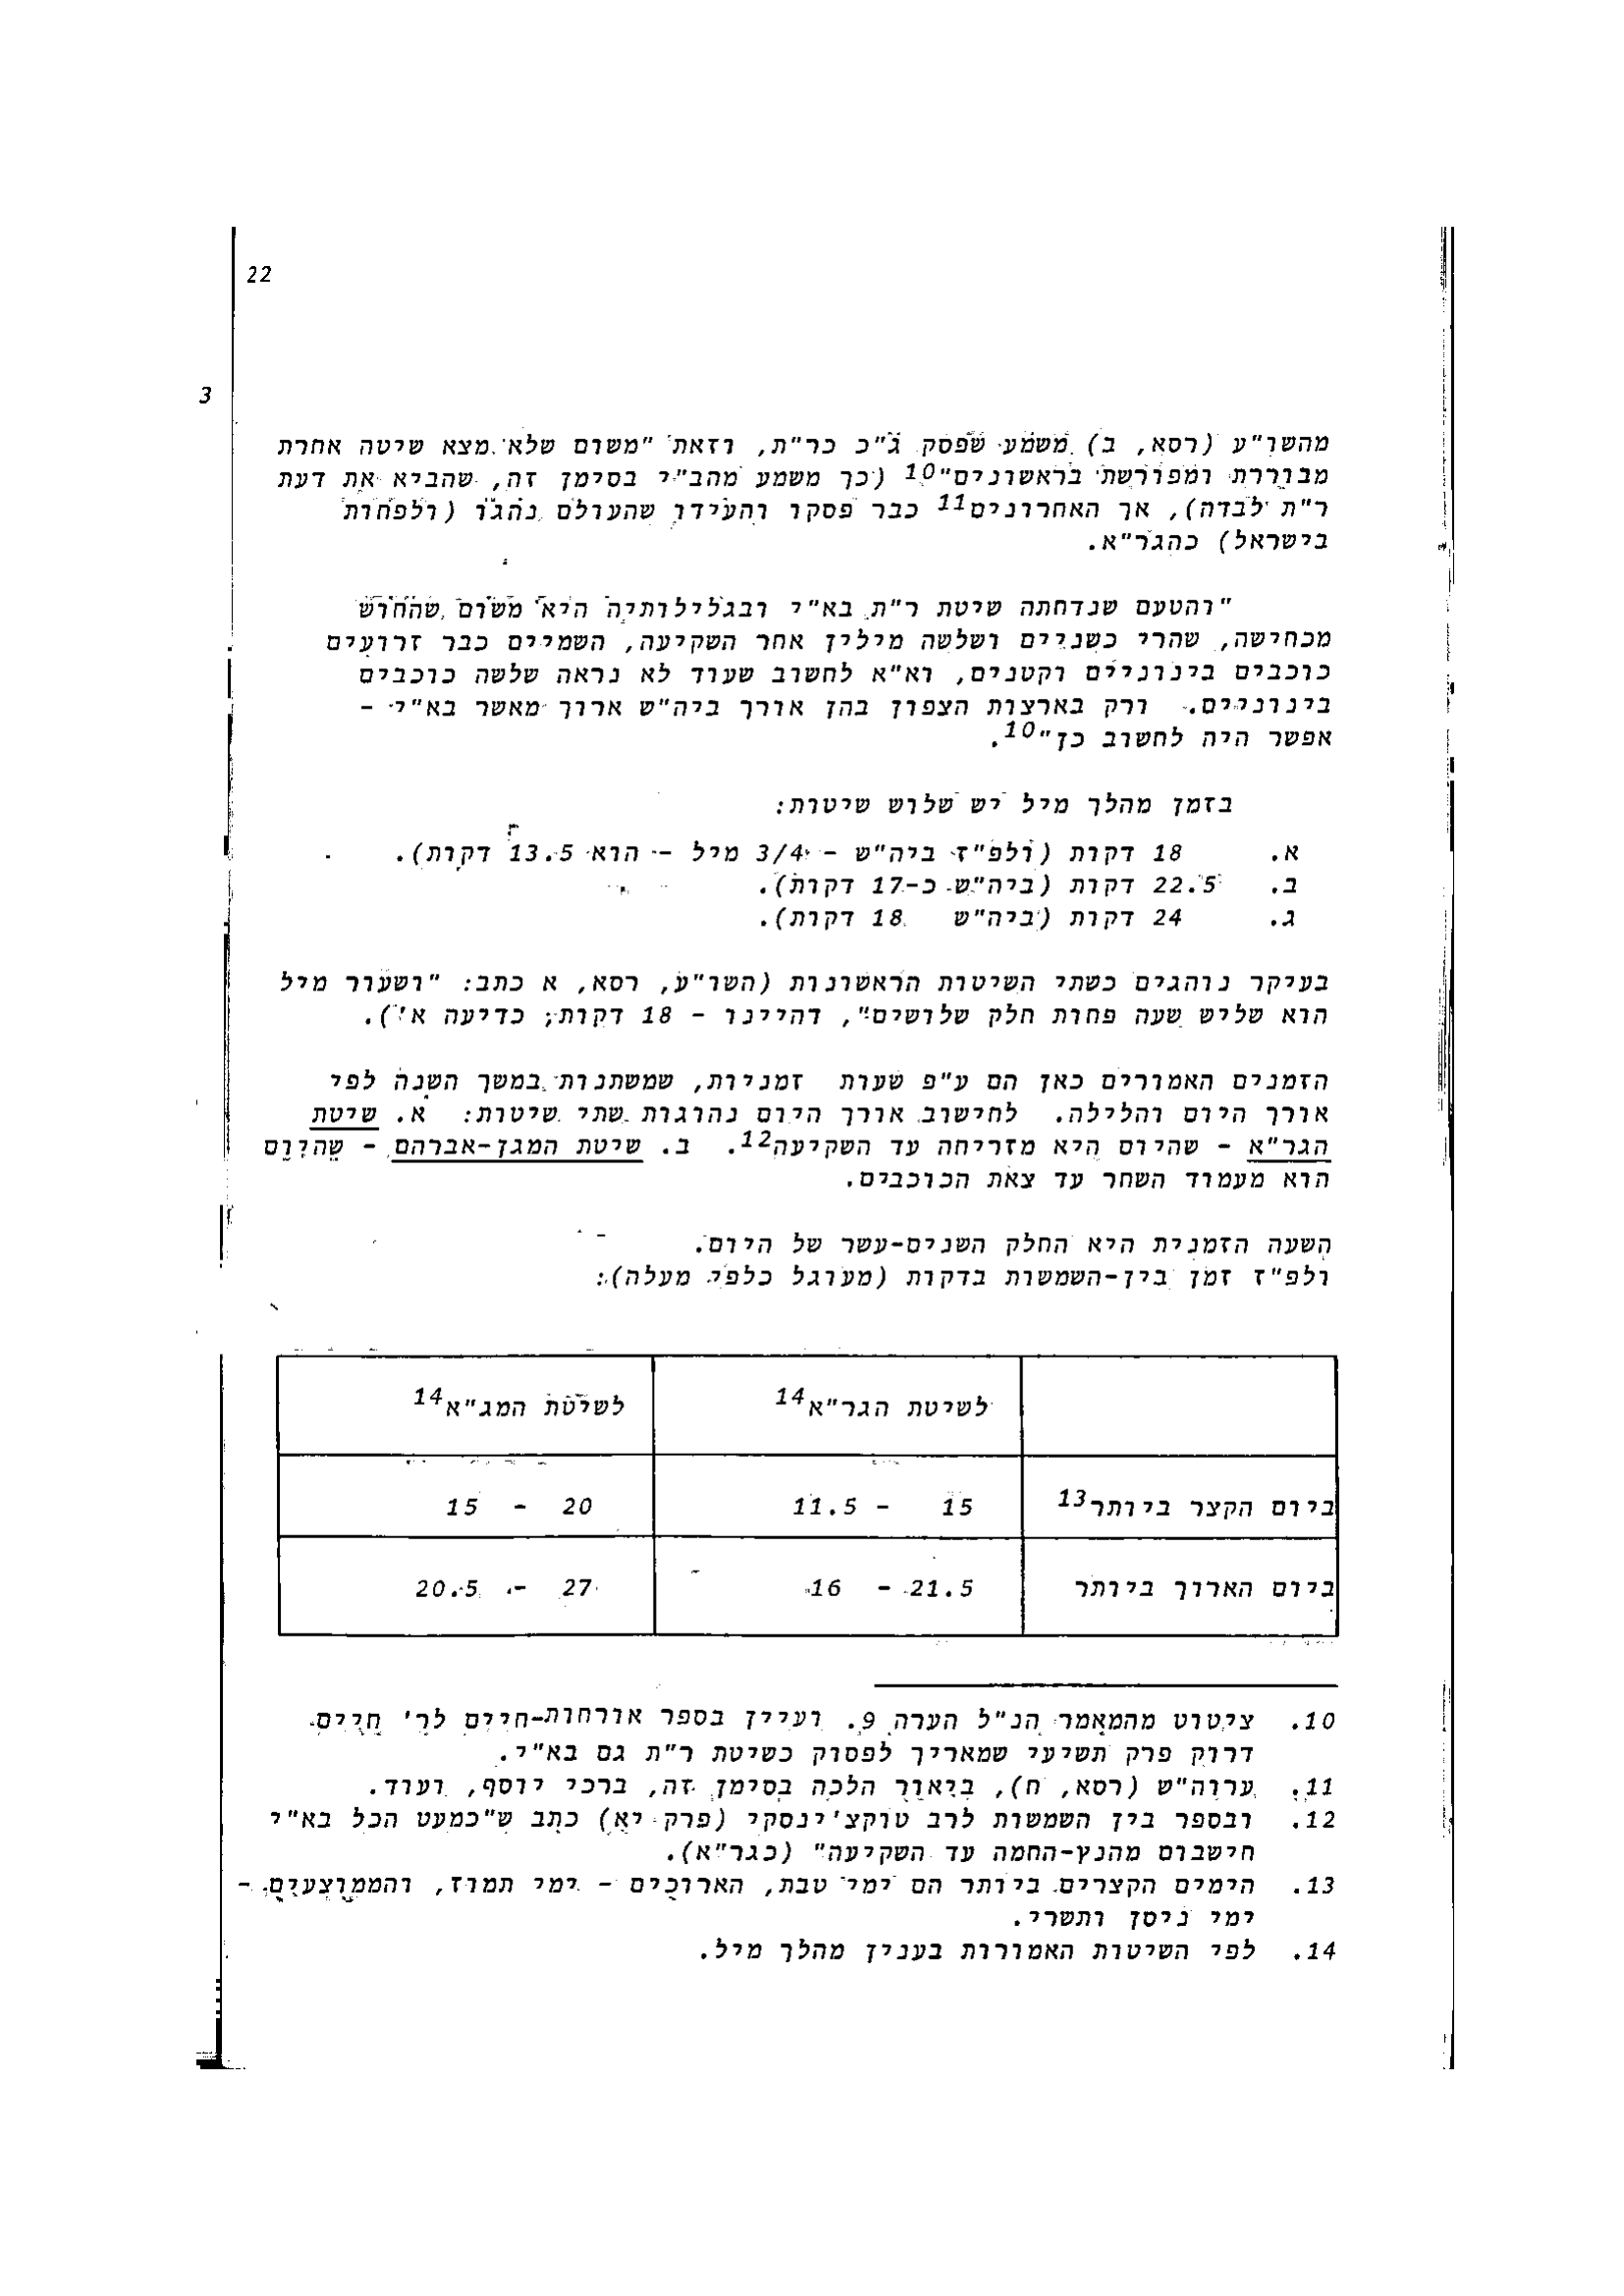 22
3
מהשו"ע (רסא, ב) משמע שפסק ג"כ כר"ת, וזאת "משום שלא מצא שיטה אחרת
מבוררת ומפורשת בראשונים"10 (כך משמע מהב"י בסימן זה, שהביא את דעת
ר"ת לבדה), אך האחרונים11 כבר פסקו והעידו שהעולם נהגו (ולפחות
בישראל) כהגר"א.
"והטעם שנדחתה שיטת ר"ת בא"י ובגלילותיה היא משום שהחוש
מכחישה, שהרי כשניים ושלשה מילין אחר השקיעה, השמיים כבר זרועים
כוכבים בינוניים וקטנים, וא"א לחשוב שעוד לא נראה שלשה כוכבים
בינוניים. ורק בארצות הצפון בהן אורך ביה"ש ארוך מאשר בא"י -
אפשר היה לחשוב כן"10.
בזמן מהלך מיל יש שלוש שיטות:
א. 18 דקות (ולפ"ז ביה"ש - 3/4 מיל - הוא 13.5 דקות).
ב. 22.5 דקות (ביה"ש כ-17 דקות).
ג. 24 דקות (ביה"ש 18 דקות).
בעיקר נוהגים כשתי השיטות הראשונות (השו"ע, רסא, א כתב: "ושעור מיל
הוא שליש שעה פחות חלק שלושים", דהיינו - 18 דקות; כדיעה א').
הזמנים האמורים כאן הם ע"פ שעות זמניות, שמשתנות במשך השנה לפי
אורך היום והלילה. לחישוב אורך היום נהוגות שתי שיטות: א. שיטת
הגר"א - שהיום היא מזריחה עד השקיעה12. ב. שיטת המגן-אברהם - שהיום
הוא מעמוד השחר עד צאת הכוכבים.
השעה הזמנית היא החלק השנים-עשר של היום.
ולפ"ז זמן בין-השמשות בדקות (מעוגל כלפי מעלה):
לשיטת הגר"א14 לשיטת המג"א14
ביום הקצר ביותר13 15 - 11.5 20 - 15
ביום הארוך ביותר 21.5 - 16 27 - 20.5
10. ציטוט מהמאמר הנ"ל הערה 9. ועיין בספר אורחות-חיים לר' חיים
דרוק פרק תשיעי שמאריך לפסוק כשיטת ר"ת גם בא"י.
11. ערוה"ש (רסא, ח), ביאור הלכה בסימן זה, ברכי יוסף, ועוד.
12. ובספר בין השמשות לרב טוקצ'ינסקי (פרק יא) כתב ש"כמעט הכל בא"י
חישבום מהנץ-החמה עד השקיעה" (כגר"א).
13. הימים הקצרים ביותר הם ימי טבת, הארוכים - ימי תמוז, והממוצעים -
ימי ניסן ותשרי.
14. לפי השיטות האמורות בענין מהלך מיל.